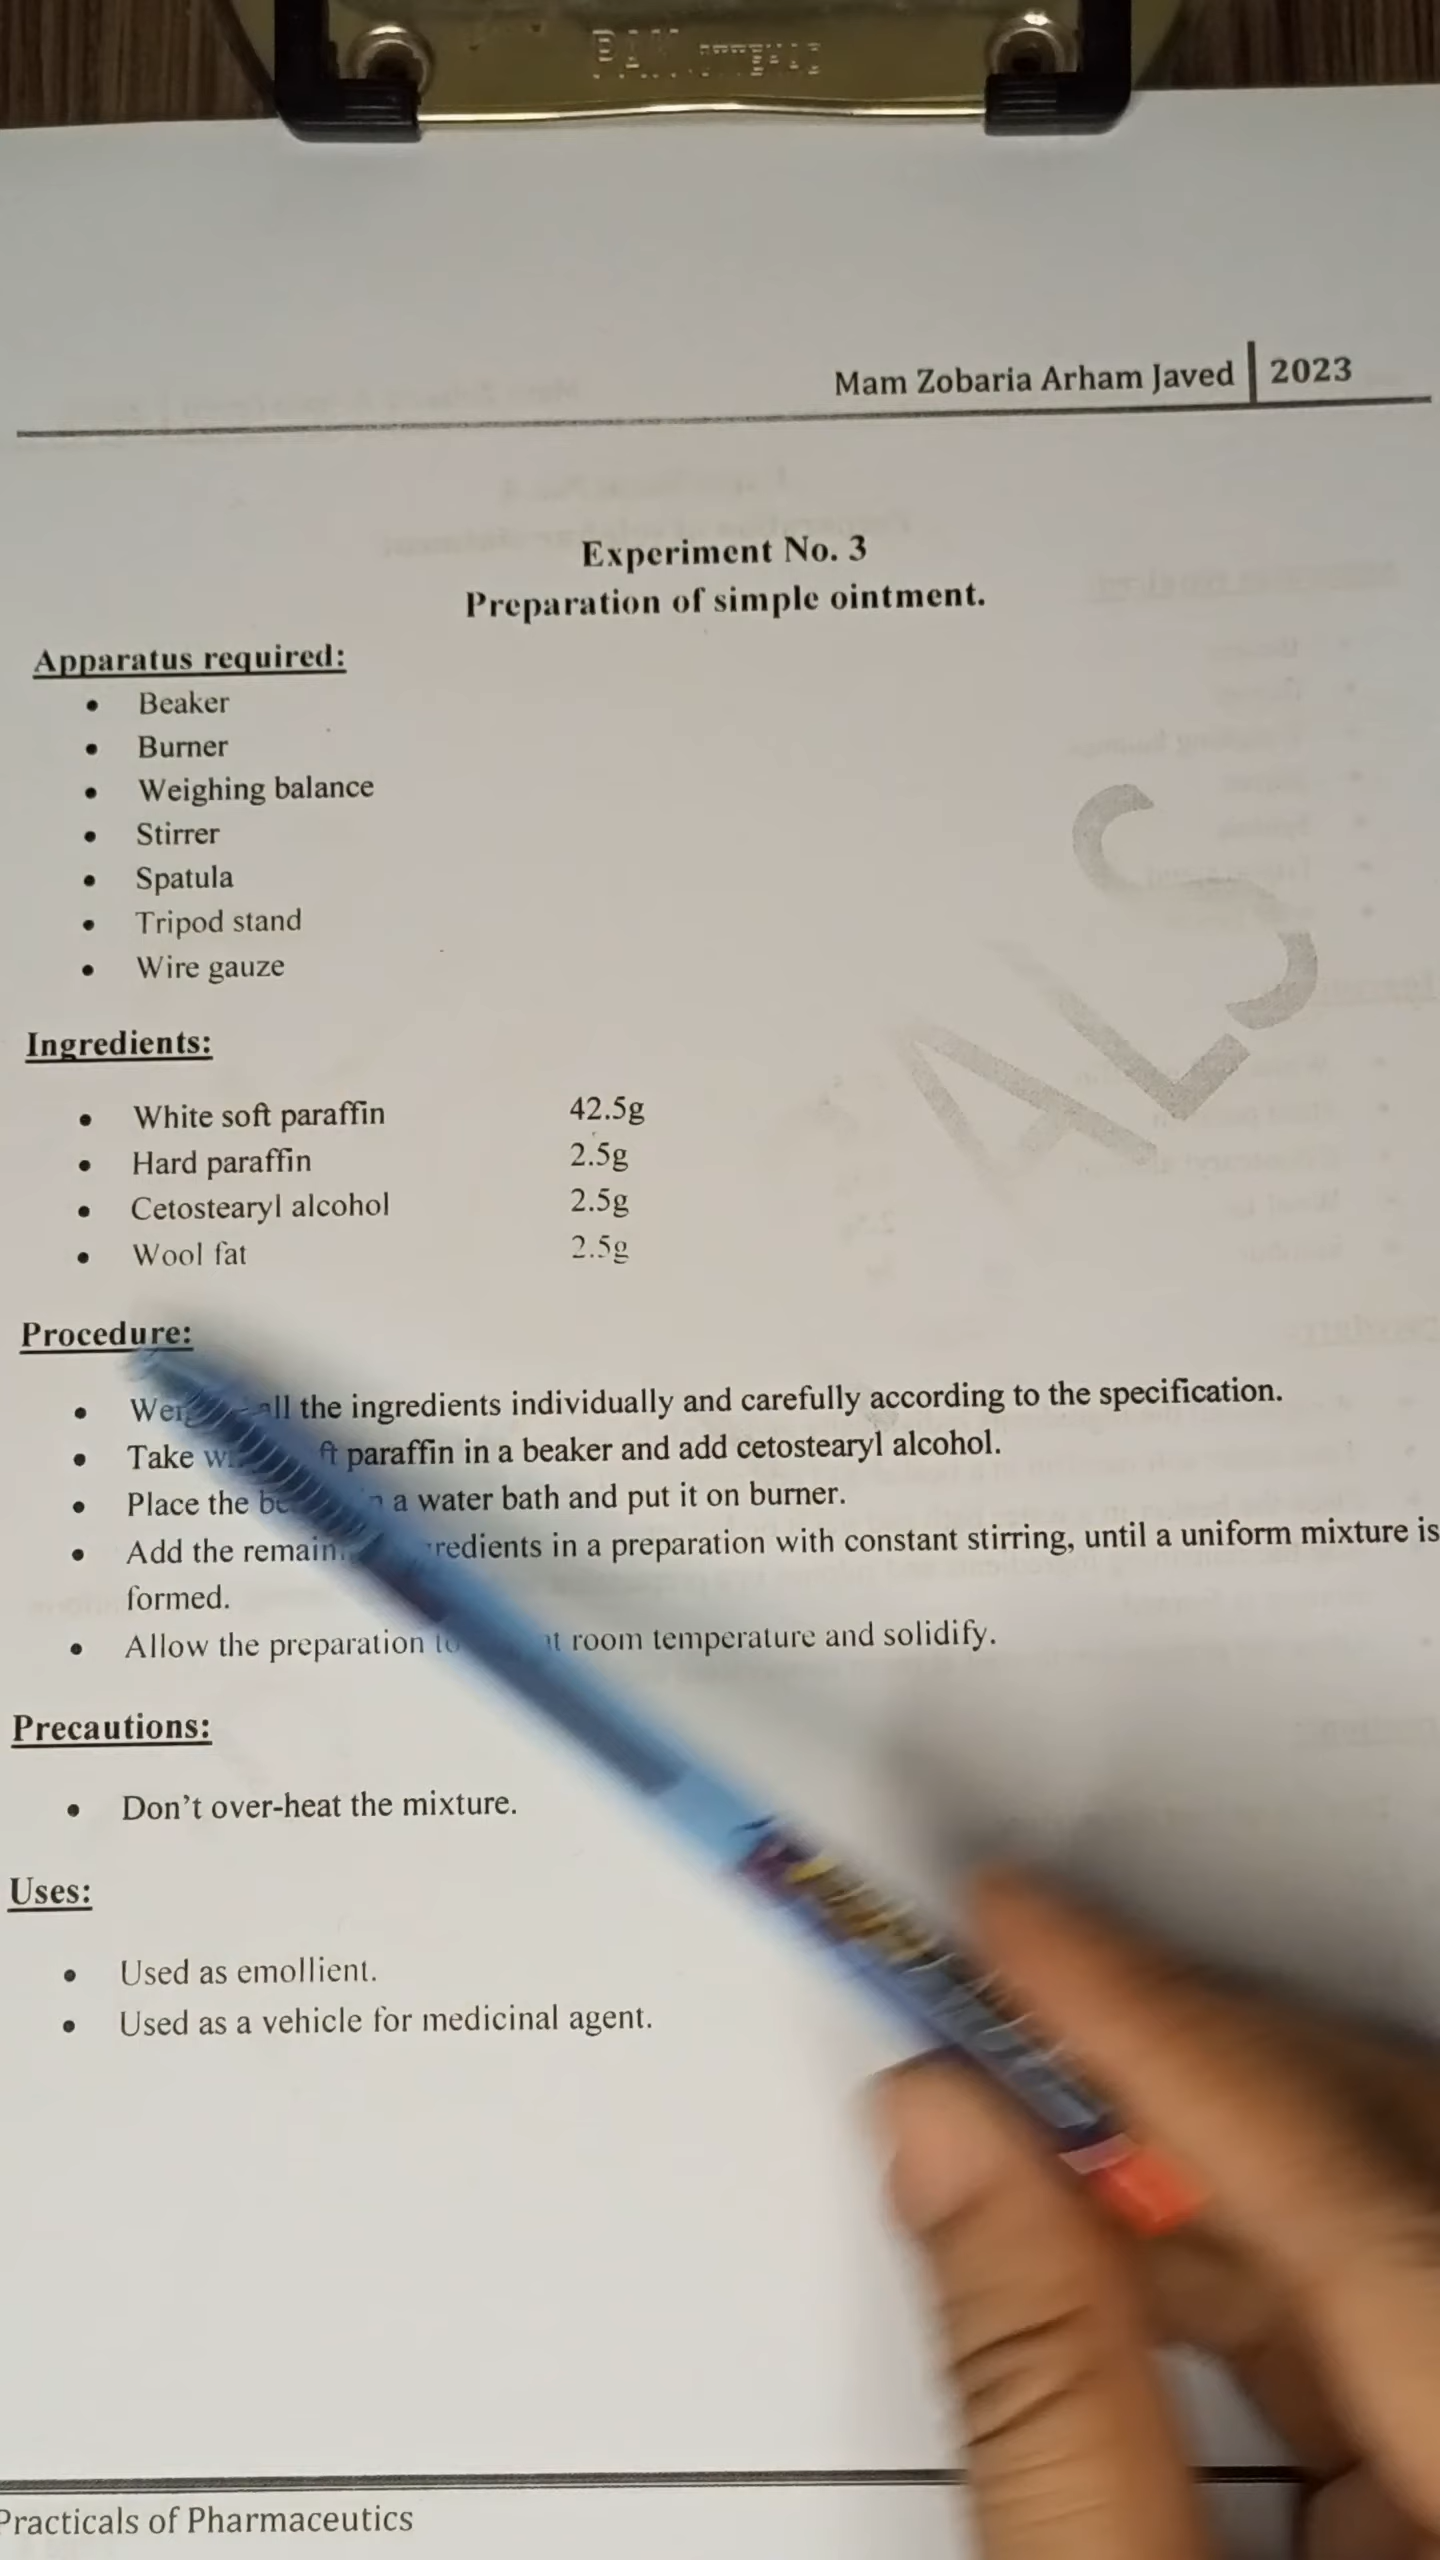 Mam Zobaria Arham Javed | 2023
Experiment No. 3
Preparation of simple ointment.
Apparatus required:
• Beaker
• Burner
• Weighing balance
• Stirrer
• Spatula
• Tripod stand
• Wire gauze
Ingredients:
• White soft paraffin 42.5g
• Hard paraffin 2.5g
• Cetostearyl alcohol 2.5g
• Wool fat 2.5g
ALS
Procedure:
• all the ingredients individually and carefully according to the specification.
• Take paraffin in a beaker and add cetostearyl alcohol.
• Place the a water bath and put it on burner.
• Add the in a preparation with constant stirring, until a uniform mixture is
formed.
• Allow the preparation room temperature and solidify.
Precautions:
• Don't over-heat the mixture.
Uses:
• Used as emollient.
• Used as a vehicle for medicinal agent.
Practicals of Pharmaceutics